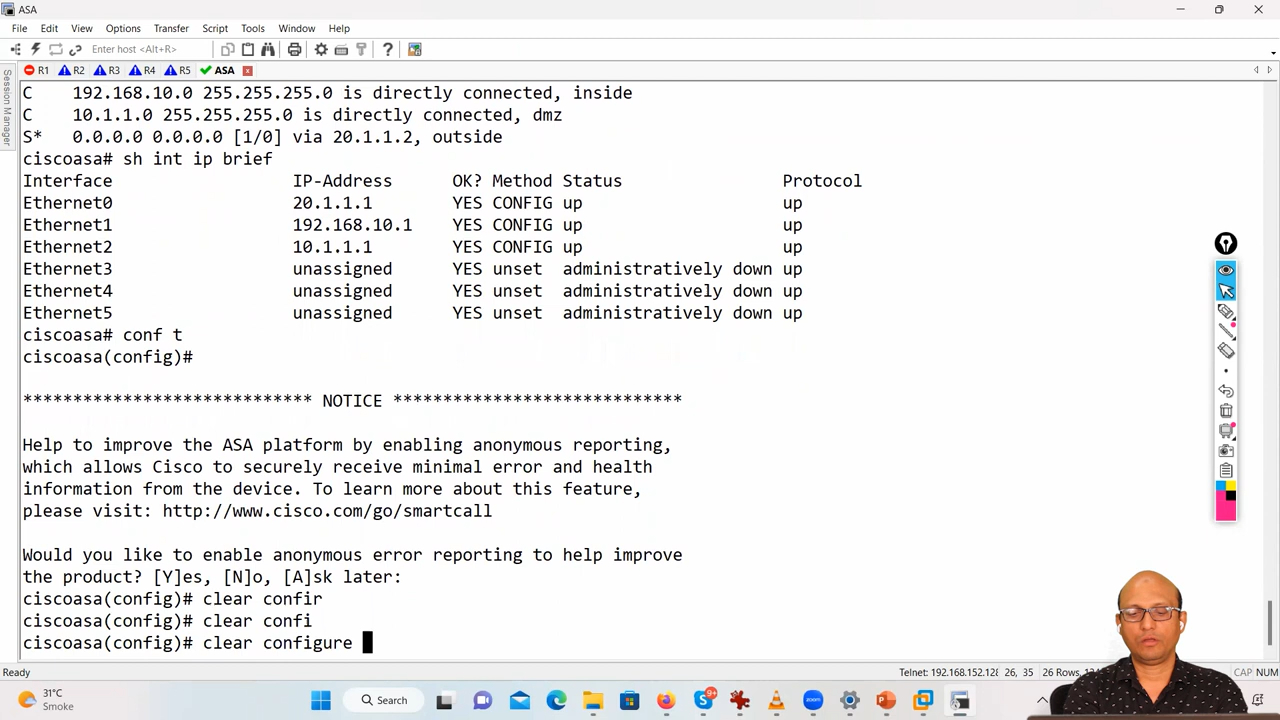 ASA
File Edit View Options Transfer Script Tools Window Help
Enter host <Alt+R>
R1 R2 R3 R4 R5 ASA
Session Manager
C 192.168.10.0 255.255.255.0 is directly connected, inside
C 10.1.1.0 255.255.255.0 is directly connected, dmz
S* 0.0.0.0 0.0.0.0 [1/0] via 20.1.1.2, outside
ciscoasa# sh int ip brief
Interface IP-Address OK? Method Status Protocol
Ethernet0 20.1.1.1 YES CONFIG up up
Ethernet1 192.168.10.1 YES CONFIG up up
Ethernet2 10.1.1.1 YES CONFIG up up
Ethernet3 unassigned YES unset administratively down up
Ethernet4 unassigned YES unset administratively down up
Ethernet5 unassigned YES unset administratively down up
ciscoasa# conf t
ciscoasa(config)#
***************************** NOTICE *****************************
Help to improve the ASA platform by enabling anonymous reporting,
which allows Cisco to securely receive minimal error and health
information from the device. To learn more about this feature,
please visit: http://www.cisco.com/go/smartcall
Would you like to enable anonymous error reporting to help improve
the product? [Y]es, [N]o, [A]sk later:
ciscoasa(config)# clear confir
ciscoasa(config)# clear confi
ciscoasa(config)# clear configure
Ready Telnet: 192.168.152.128 26, 35 26 Rows, CAP NUM
31°C
Smoke
Search
9+